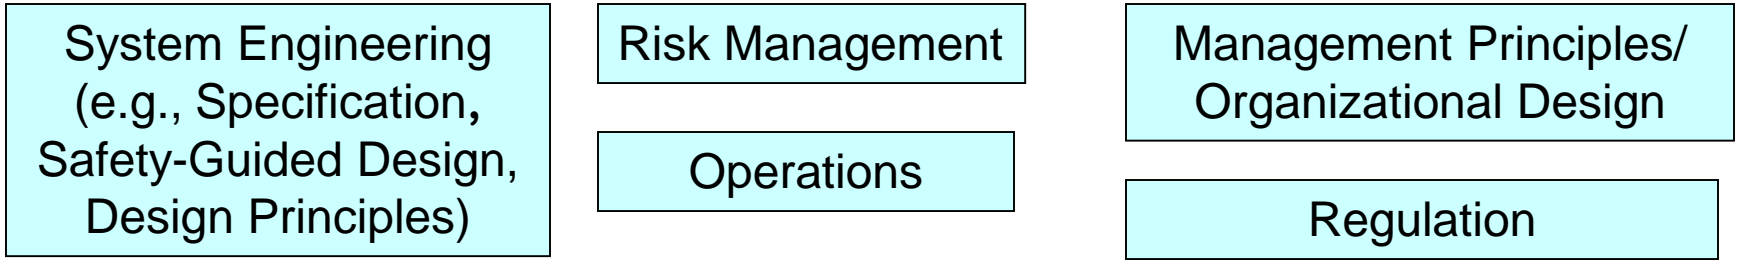 System Engineering
(e.g., Specification,
Safety-Guided Design,
Design Principles)
Risk Management
Operations
Management Principles/
Organizational Design
Regulation